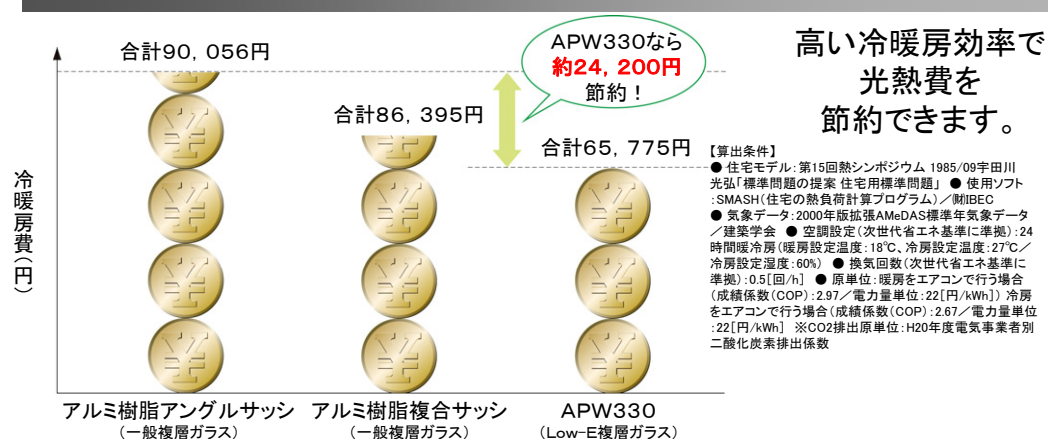 合計90,056円
APW330なら
約24,200円
節約!
合計86,395円
合計65,775円
冷暖房費(円)
アルミ樹脂アングルサッシ
(一般複層ガラス)
アルミ樹脂複合サッシ
(一般複層ガラス)
APW330
(Low-E複層ガラス)
高い冷暖房効率で
光熱費を
節約できます。
【算出条件】
● 住宅モデル:第15回熱シンポジウム 1985/09宇田川
光弘「標準問題の提案 住宅用標準問題」 ● 使用ソフト
:SMASH(住宅の熱負荷計算プログラム)/㈶IBEC
● 気象データ:2000年版拡張AMeDAS標準年気象データ
/建築学会 ● 空調設定(次世代省エネ基準に準拠):24
時間暖冷房(暖房設定温度:18℃、冷房設定温度:27℃/
冷房設定湿度:60%) ● 換気回数(次世代省エネ基準に
準拠):0.5[回/h] ● 原単位:暖房をエアコンで行う場合
(成績係数(COP):2.97/電力量単位:22[円/kWh]) 冷房
をエアコンで行う場合(成績係数(COP):2.67/電力量単位
:22[円/kWh] ※CO2排出原単位:H20年度電気事業者別
二酸化炭素排出係数